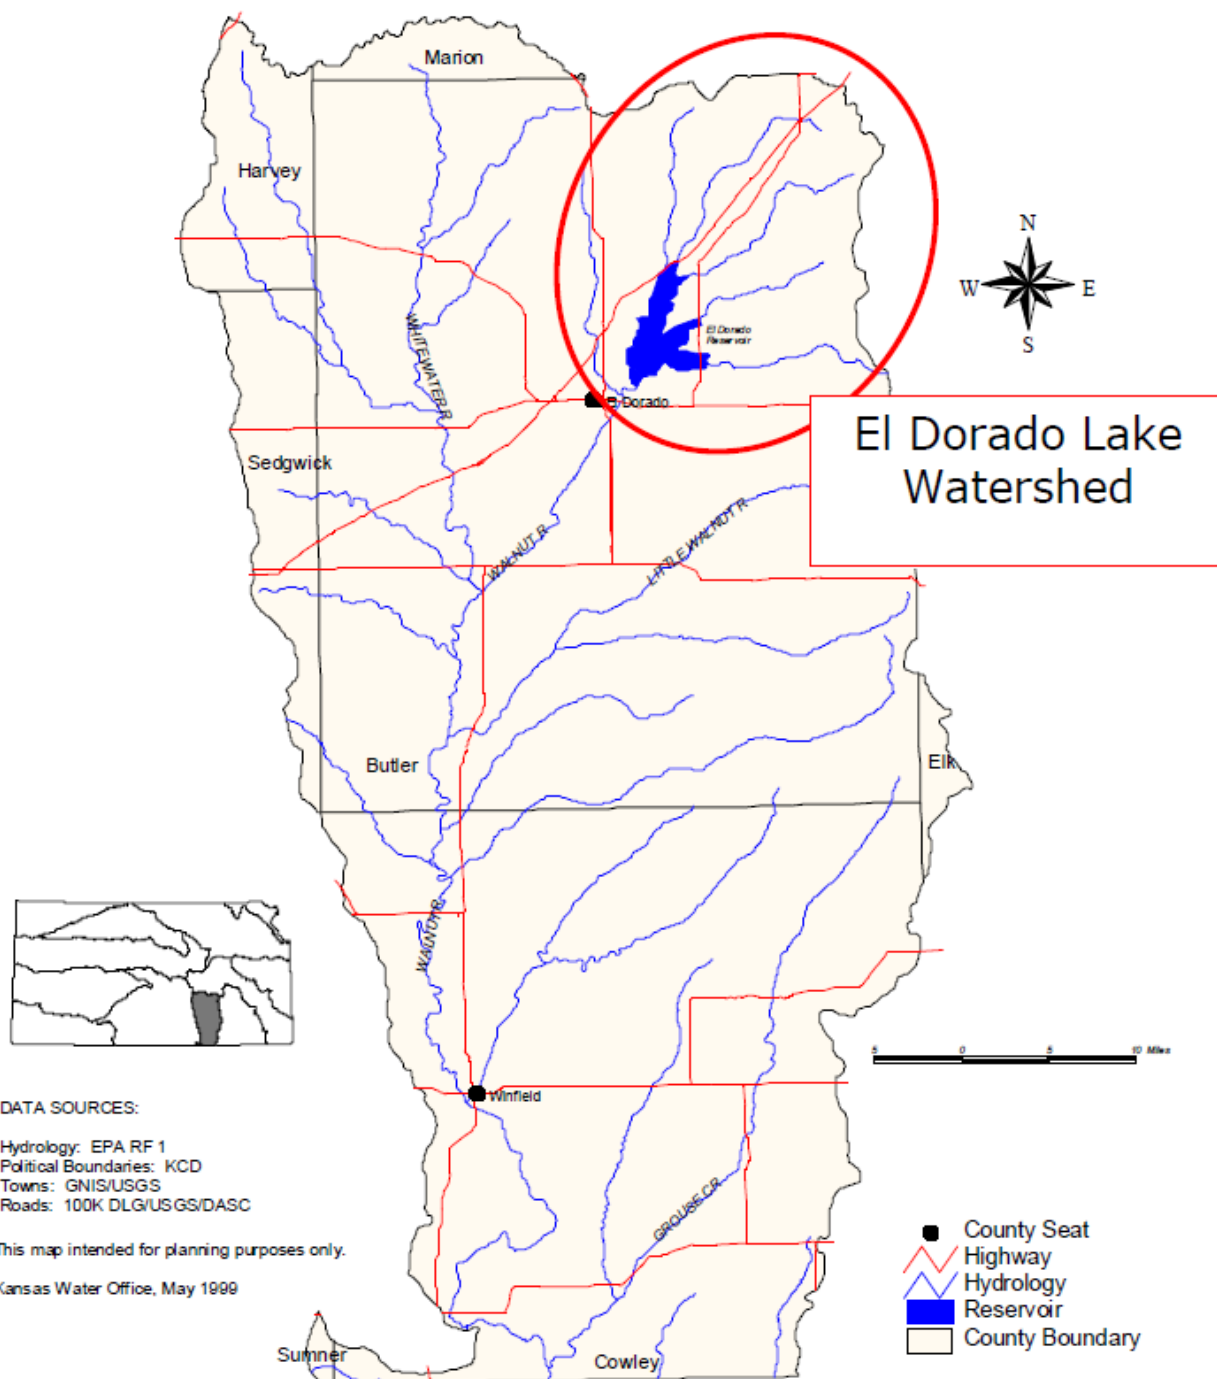 Marion
Harvey
N
W
E
S
WHITEWATER R
El Dorado
Reservoir
El Dorado
El Dorado Lake
Watershed
Sedgwick
WALNUT R
LITTLE WALNUT R
Butler
Elk
WALNUT R
5 0 5 10 Miles
Winfield
DATA SOURCES:
Hydrology: EPA RF 1
Political Boundaries: KCD
Towns: GNIS/USGS
Roads: 100K DLG/USGS/DASC
This map intended for planning purposes only.
Kansas Water Office, May 1999
GROUSE CR
County Seat
Highway
Hydrology
Reservoir
County Boundary
Sumner
Cowley